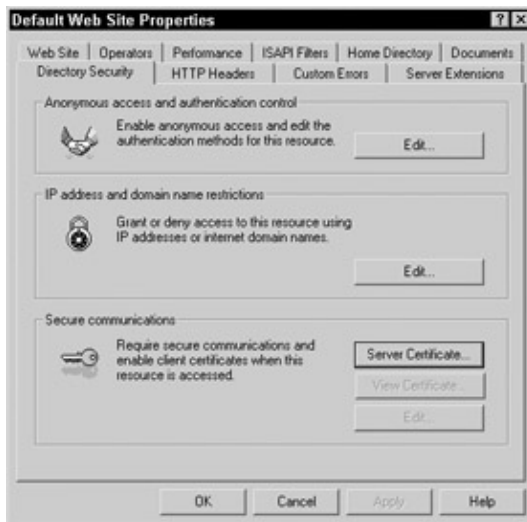 Default Web Site Properties
Web Site Operators Performance ISAPI Filters Home Directory Documents
Directory Security HTTP Headers Custom Errors Server Extensions
Anonymous access and authentication control
Enable anonymous access and edit the
authentication methods for this resource.
Edit...
IP address and domain name restrictions
Grant or deny access to this resource using
IP addresses or internet domain names.
Edit...
Secure communications
Require secure communications and
enable client certificates when this
resource is accessed.
Server Certificate...
View Certificate...
Edit...
OK Cancel Apply Help